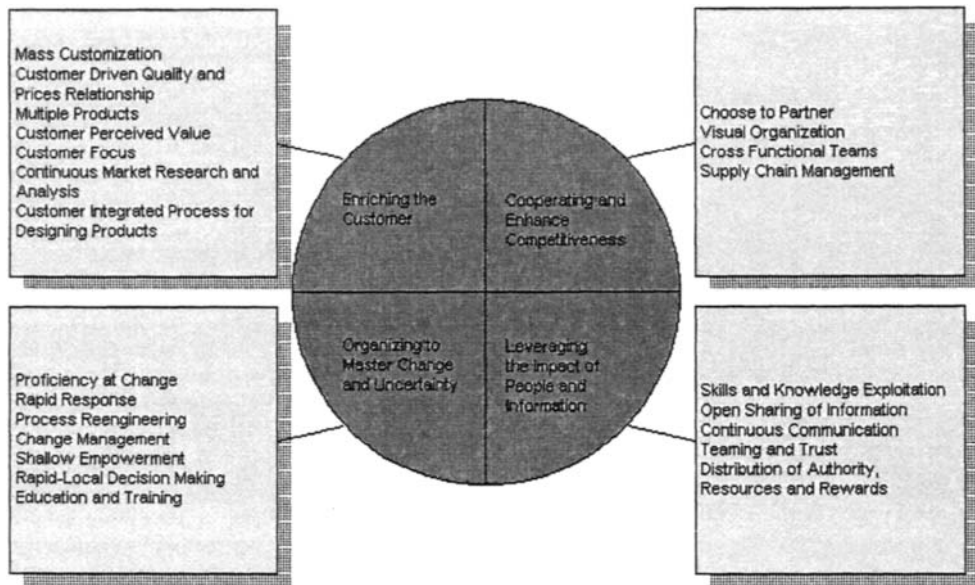 Mass Customization
Customer Driven Quality and
Prices Relationship
Multiple Products
Customer Perceived Value
Customer Focus
Continuous Market Research and
Analysis
Customer Integrated Process for
Designing Products
Choose to Partner
Visual Organization
Cross Functional Teams
Supply Chain Management
Enriching the
Customer
Cooperating and
Enhance
Competitiveness
Organizing to
Master Change
and Uncertainty
Leveraging
the Impact of
People and
Information
Proficiency at Change
Rapid Response
Process Reengineering
Change Management
Shallow Empowerment
Rapid-Local Decision Making
Education and Training
Skills and Knowledge Exploitation
Open Sharing of Information
Continuous Communication
Teaming and Trust
Distribution of Authority,
Resources and Rewards